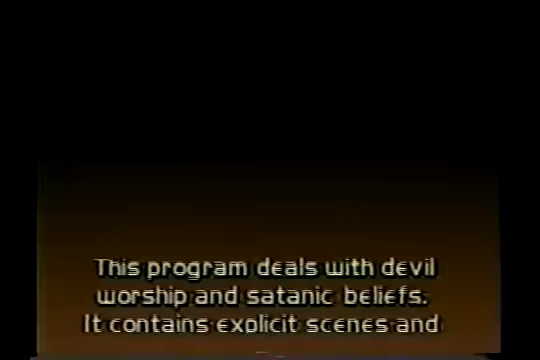 This program deals with devil
worship and satanic beliefs.
It contains explicit scenes and